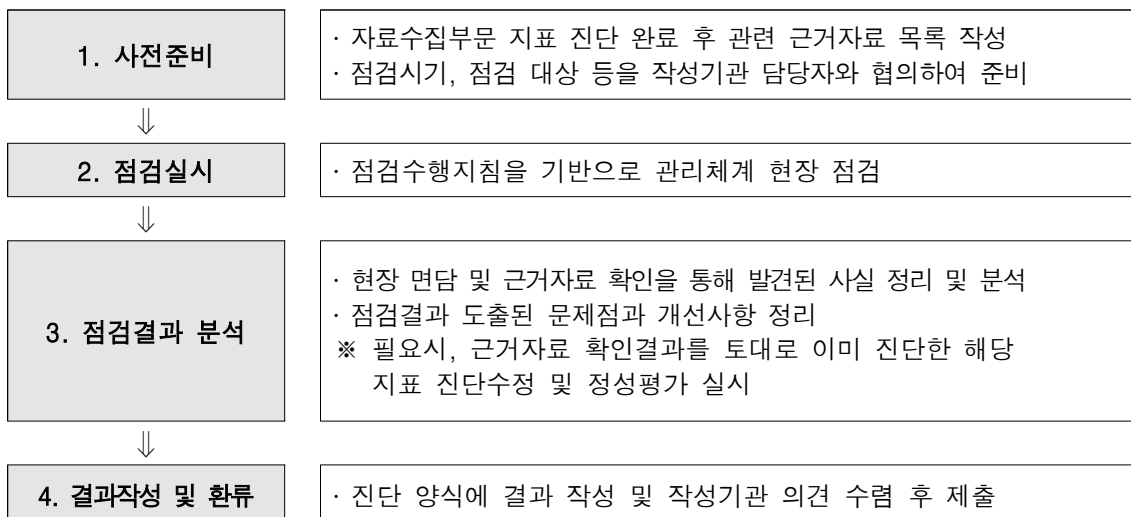 1. 사전준비
· 자료수집부문 지표 진단 완료 후 관련 근거자료 목록 작성
· 점검시기, 점검 대상 등을 작성기관 담당자와 협의하여 준비
⇓
2. 점검실시
· 점검수행지침을 기반으로 관리체계 현장 점검
⇓
3. 점검결과 분석
· 현장 면담 및 근거자료 확인을 통해 발견된 사실 정리 및 분석
· 점검결과 도출된 문제점과 개선사항 정리
※ 필요시, 근거자료 확인결과를 토대로 이미 진단한 해당
지표 진단수정 및 정성평가 실시
⇓
4. 결과작성 및 환류
· 진단 양식에 결과 작성 및 작성기관 의견 수렴 후 제출